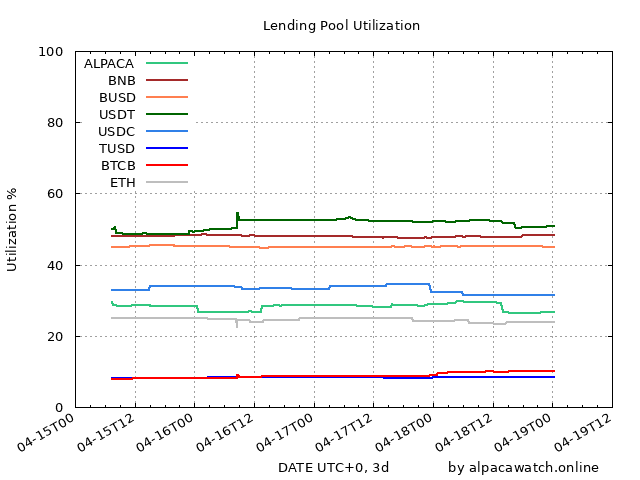 Lending Pool Utilization
Utilization %
100
80
60
40
20
0
ALPACA
BNB
BUSD
USDT
USDC
TUSD
BTCB
ETH
04-15T00
04-15T12
04-16T00
04-16T12
04-17T00
04-17T12
04-18T00
04-18T12
04-19T00
04-19T12
DATE UTC+0, 3d
by alpacawatch.online